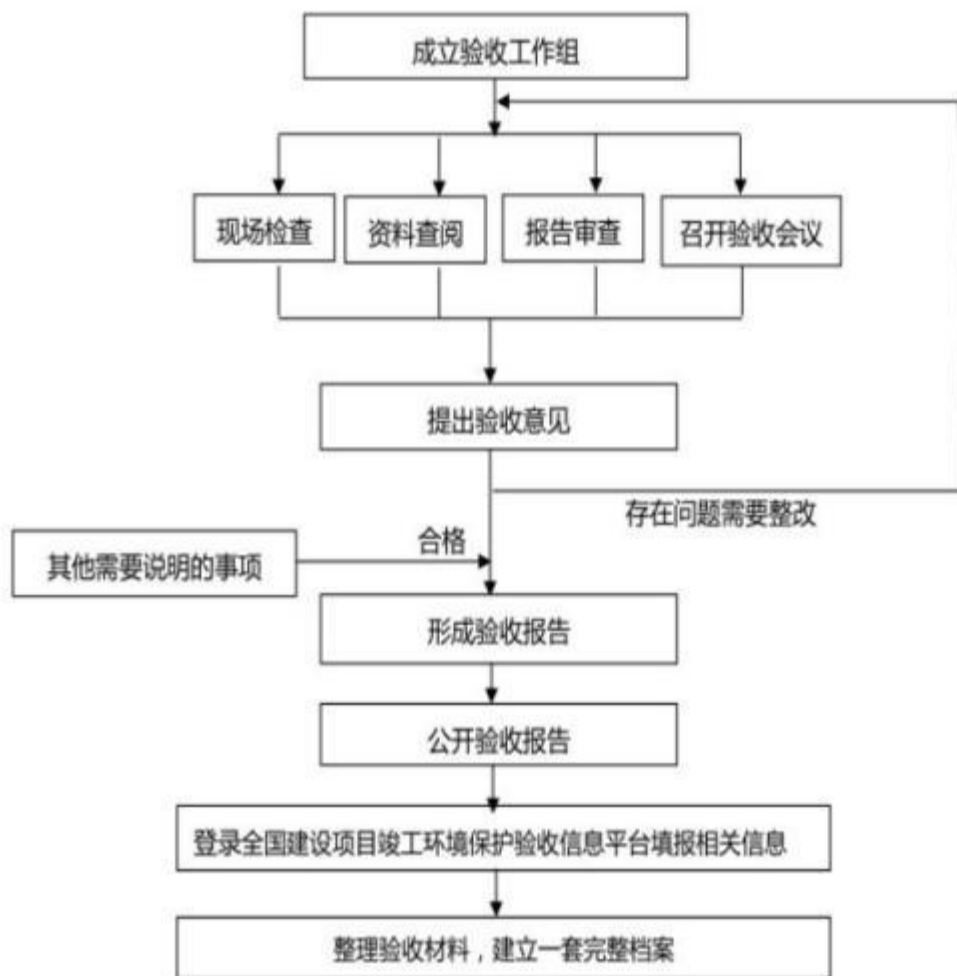 成立验收工作组
现场检查
资料查阅
报告审查
召开验收会议
提出验收意见
存在问题需要整改
合格
其他需要说明的事项
形成验收报告
公开验收报告
登录全国建设项目竣工环境保护验收信息平台填报相关信息
整理验收材料，建立一套完整档案